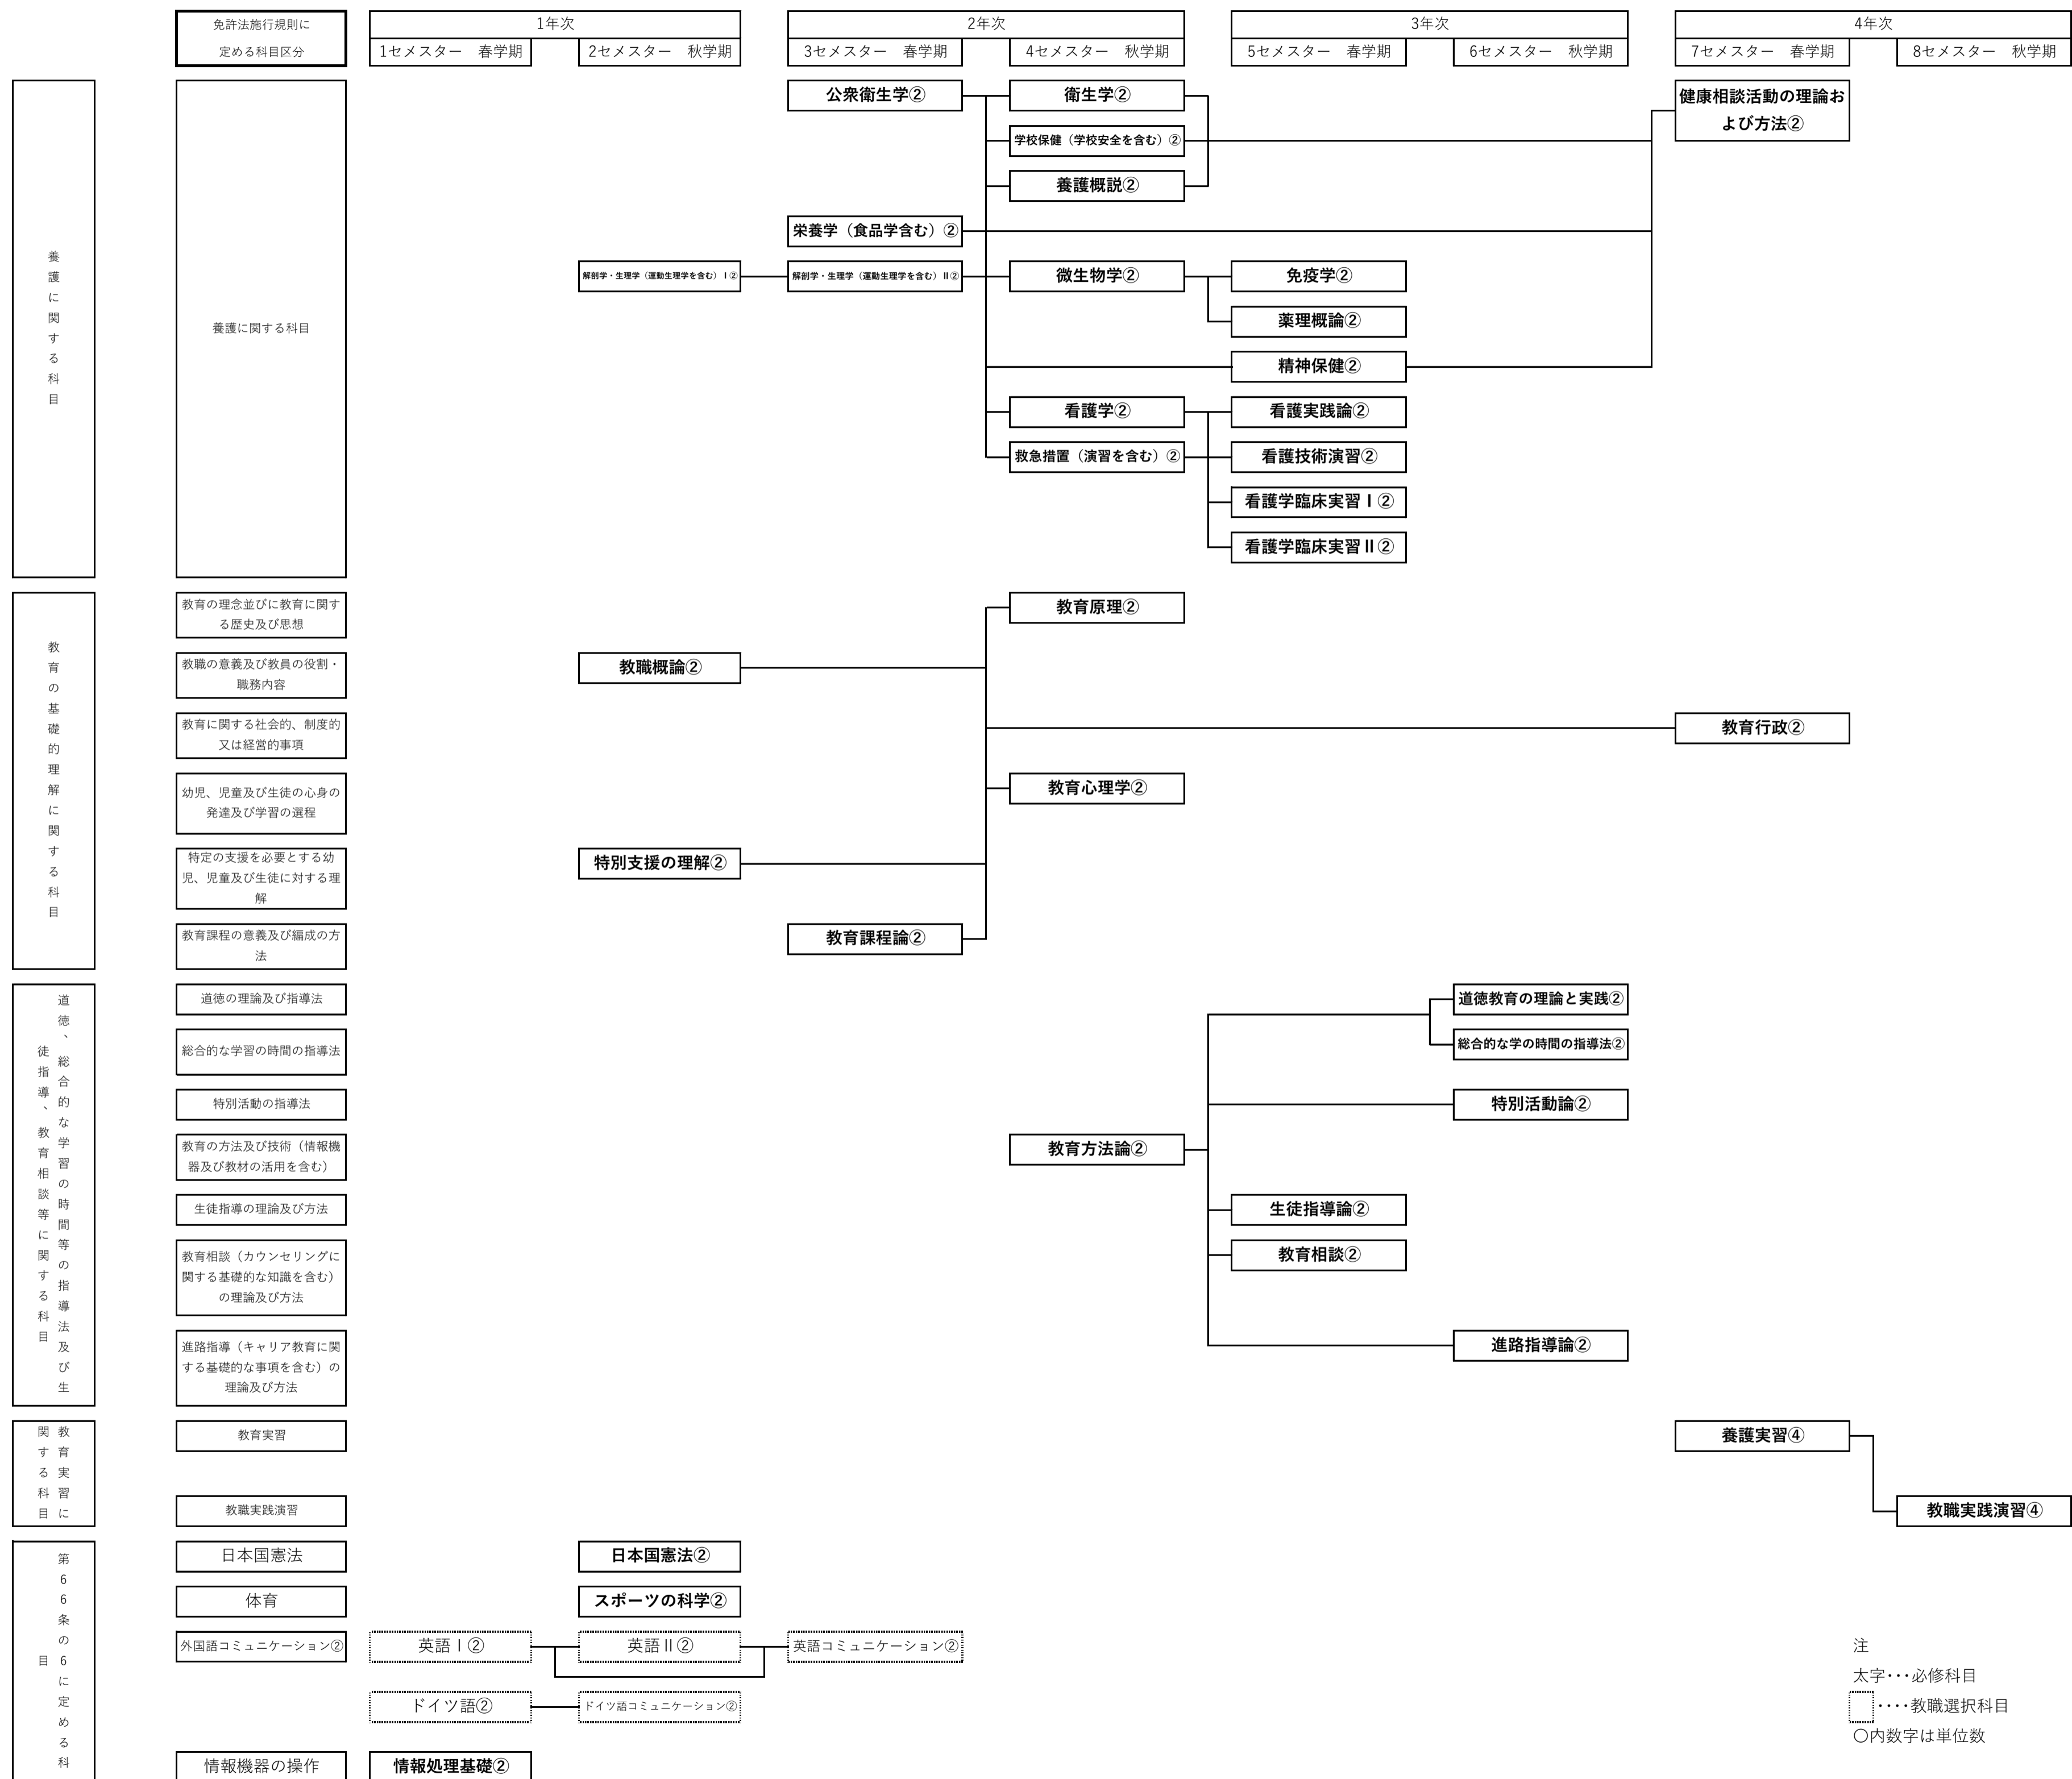 免許法施行規則に
定める科目区分
1年次
2年次
3年次
4年次
1セメスター　春学期
2セメスター　秋学期
3セメスター　春学期
4セメスター　秋学期
5セメスター　春学期
6セメスター　秋学期
7セメスター　春学期
8セメスター　秋学期
養護に関する科目
養護に関する科目
公衆衛生学②
衛生学②
健康相談活動の理論お
よび方法②
学校保健（学校安全を含む）②
養護概説②
栄養学（食品学含む）②
解剖学・生理学（運動生理学を含む）Ⅰ②
解剖学・生理学（運動生理学を含む）Ⅱ②
微生物学②
免疫学②
薬理概論②
精神保健②
看護学②
看護実践論②
救急措置（演習を含む）②
看護技術演習②
看護学臨床実習Ⅰ②
看護学臨床実習Ⅱ②
教育の基礎的理解に関する科目
教育の理念並びに教育に関す
る歴史及び思想
教育原理②
教職の意義及び教員の役割・
職務内容
教職概論②
教育に関する社会的、制度的
又は経営的事項
教育行政②
幼児、児童及び生徒の心身の
発達及び学習の選程
教育心理学②
特定の支援を必要とする幼
児、児童及び生徒に対する理
解
特別支援の理解②
教育課程の意義及び編成の方
法
教育課程論②
道徳、総合的な学習の時間等の指導法及び生
徒指導、教育相談等に関する科目
道徳の理論及び指導法
道徳教育の理論と実践②
総合的な学習の時間の指導法
総合的な学の時間の指導法②
特別活動の指導法
特別活動論②
教育の方法及び技術（情報機
器及び教材の活用を含む）
教育方法論②
生徒指導の理論及び方法
生徒指導論②
教育相談（カウンセリングに
関する基礎的な知識を含む）
の理論及び方法
教育相談②
進路指導（キャリア教育に関
する基礎的な事項を含む）の
理論及び方法
進路指導論②
教育実習に
関する科目
教育実習
養護実習④
教職実践演習
教職実践演習④
第66条の6に定める科
目
日本国憲法
日本国憲法②
体育
スポーツの科学②
外国語コミュニケーション②
英語Ⅰ②
英語Ⅱ②
英語コミュニケーション②
ドイツ語②
ドイツ語コミュニケーション②
情報機器の操作
情報処理基礎②
注
太字・・・必修科目
・・・・教職選択科目
〇内数字は単位数